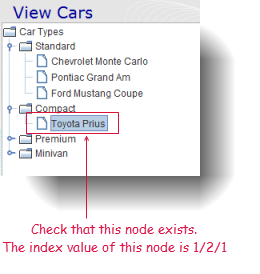 View Cars
Car Types
Standard
Chevrolet Monte Carlo
Pontiac Grand Am
Ford Mustang Coupe
Compact
Toyota Prius
Premium
Minivan
Check that this node exists.
The index value of this node is 1/2/1